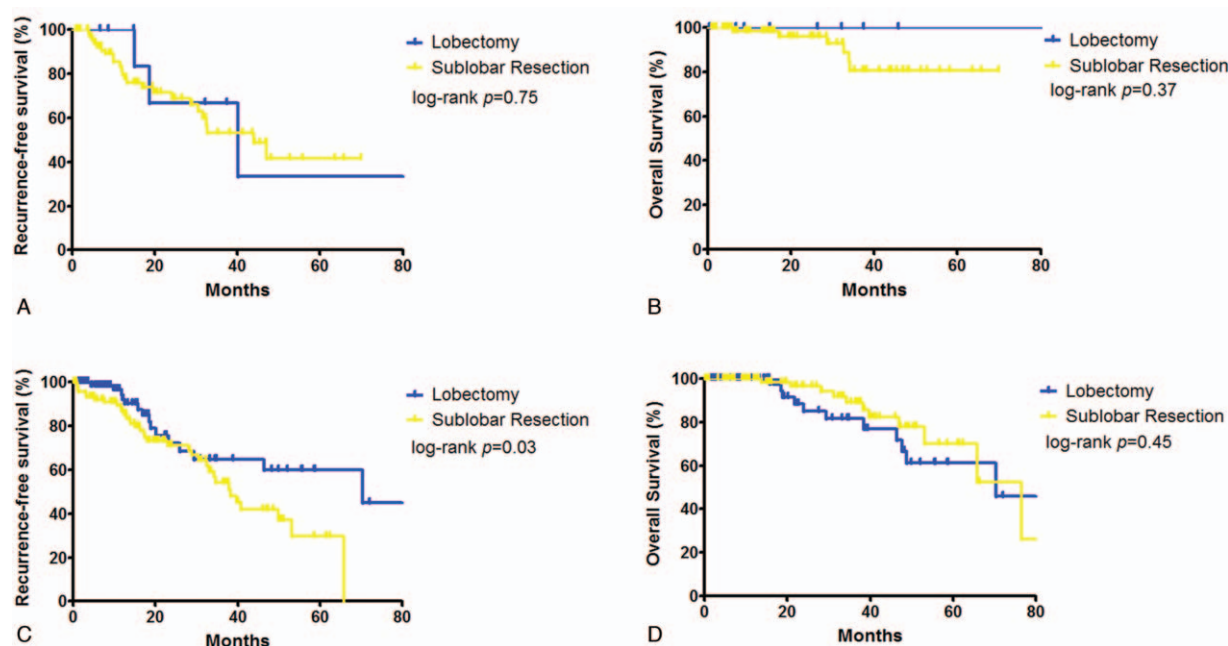 Recurrence-free survival (%)
100
80
60
40
20
0
0 20 40 60 80
Months
Lobectomy
Sublobar Resection
log-rank p=0.75
A
Overall Survival (%)
100
80
60
40
20
0
0 20 40 60 80
Months
Lobectomy
Sublobar Resection
log-rank p=0.37
B
Recurrence-free survival (%)
100
80
60
40
20
0
0 20 40 60 80
Months
Lobectomy
Sublobar Resection
log-rank p=0.03
C
Overall Survival (%)
100
80
60
40
20
0
0 20 40 60 80
Months
Lobectomy
Sublobar Resection
log-rank p=0.45
D